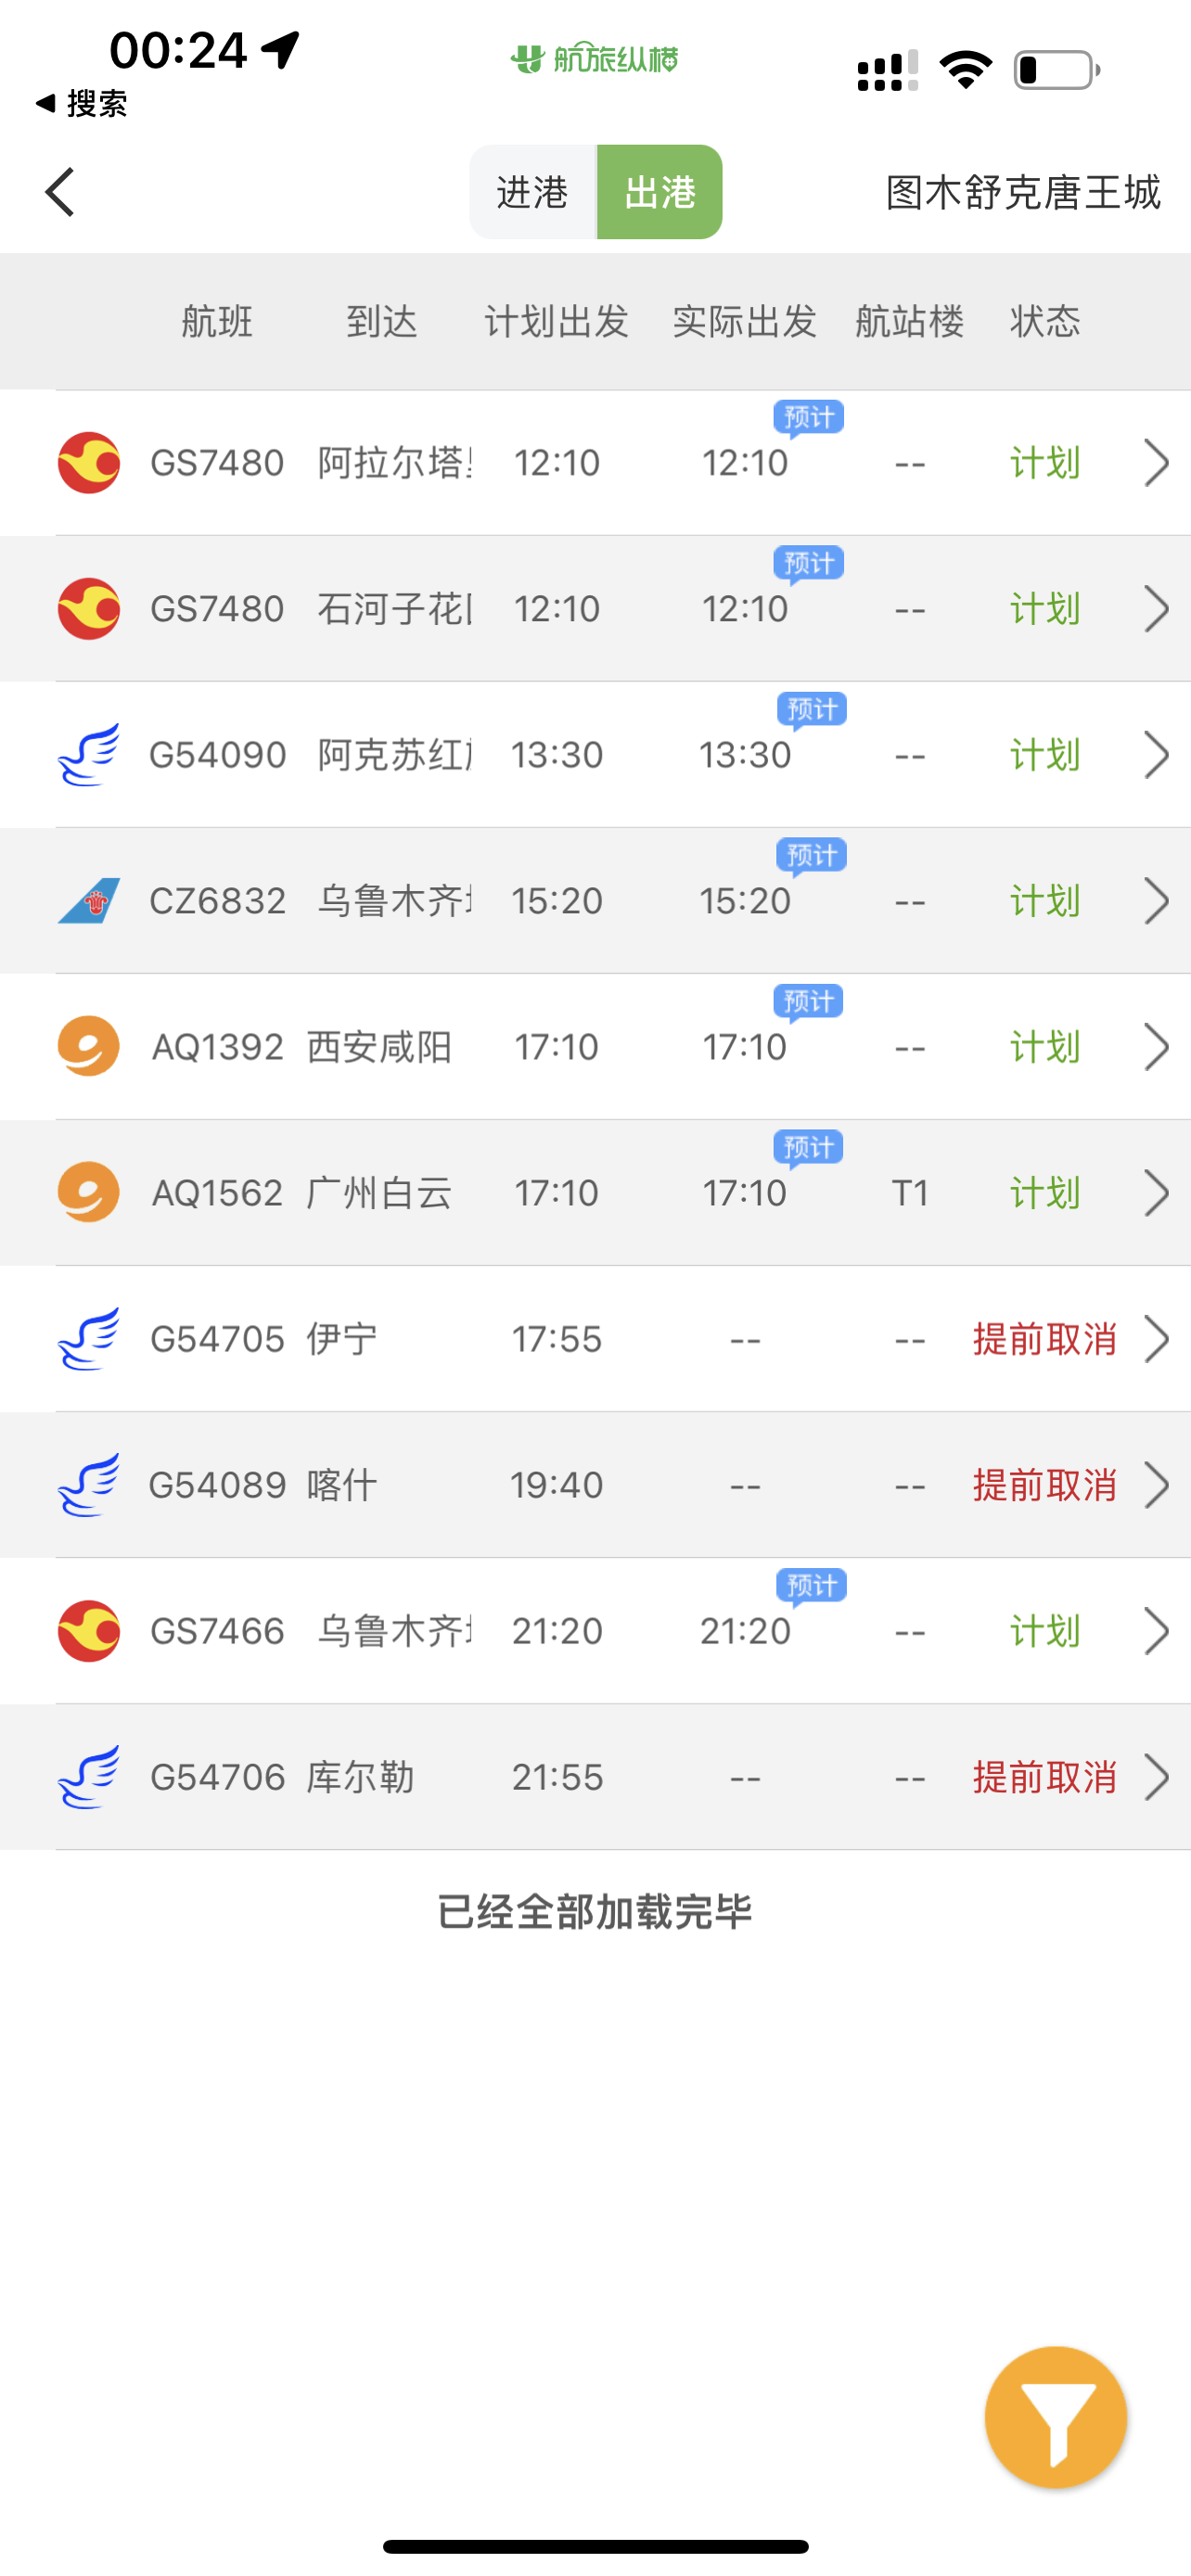 00:24
航旅纵横
搜索
进港 出港 图木舒克唐王城
航班 到达 计划出发 实际出发 航站楼 状态
预计
GS7480 阿拉尔塔 12:10 12:10 -- 计划
预计
GS7480 石河子花 12:10 12:10 -- 计划
预计
G54090 阿克苏红 13:30 13:30 -- 计划
预计
CZ6832 乌鲁木齐 15:20 15:20 -- 计划
预计
AQ1392 西安咸阳 17:10 17:10 -- 计划
预计
AQ1562 广州白云 17:10 17:10 T1 计划
G54705 伊宁 17:55 -- -- 提前取消
G54089 喀什 19:40 -- -- 提前取消
预计
GS7466 乌鲁木齐 21:20 21:20 -- 计划
G54706 库尔勒 21:55 -- -- 提前取消
已经全部加载完毕